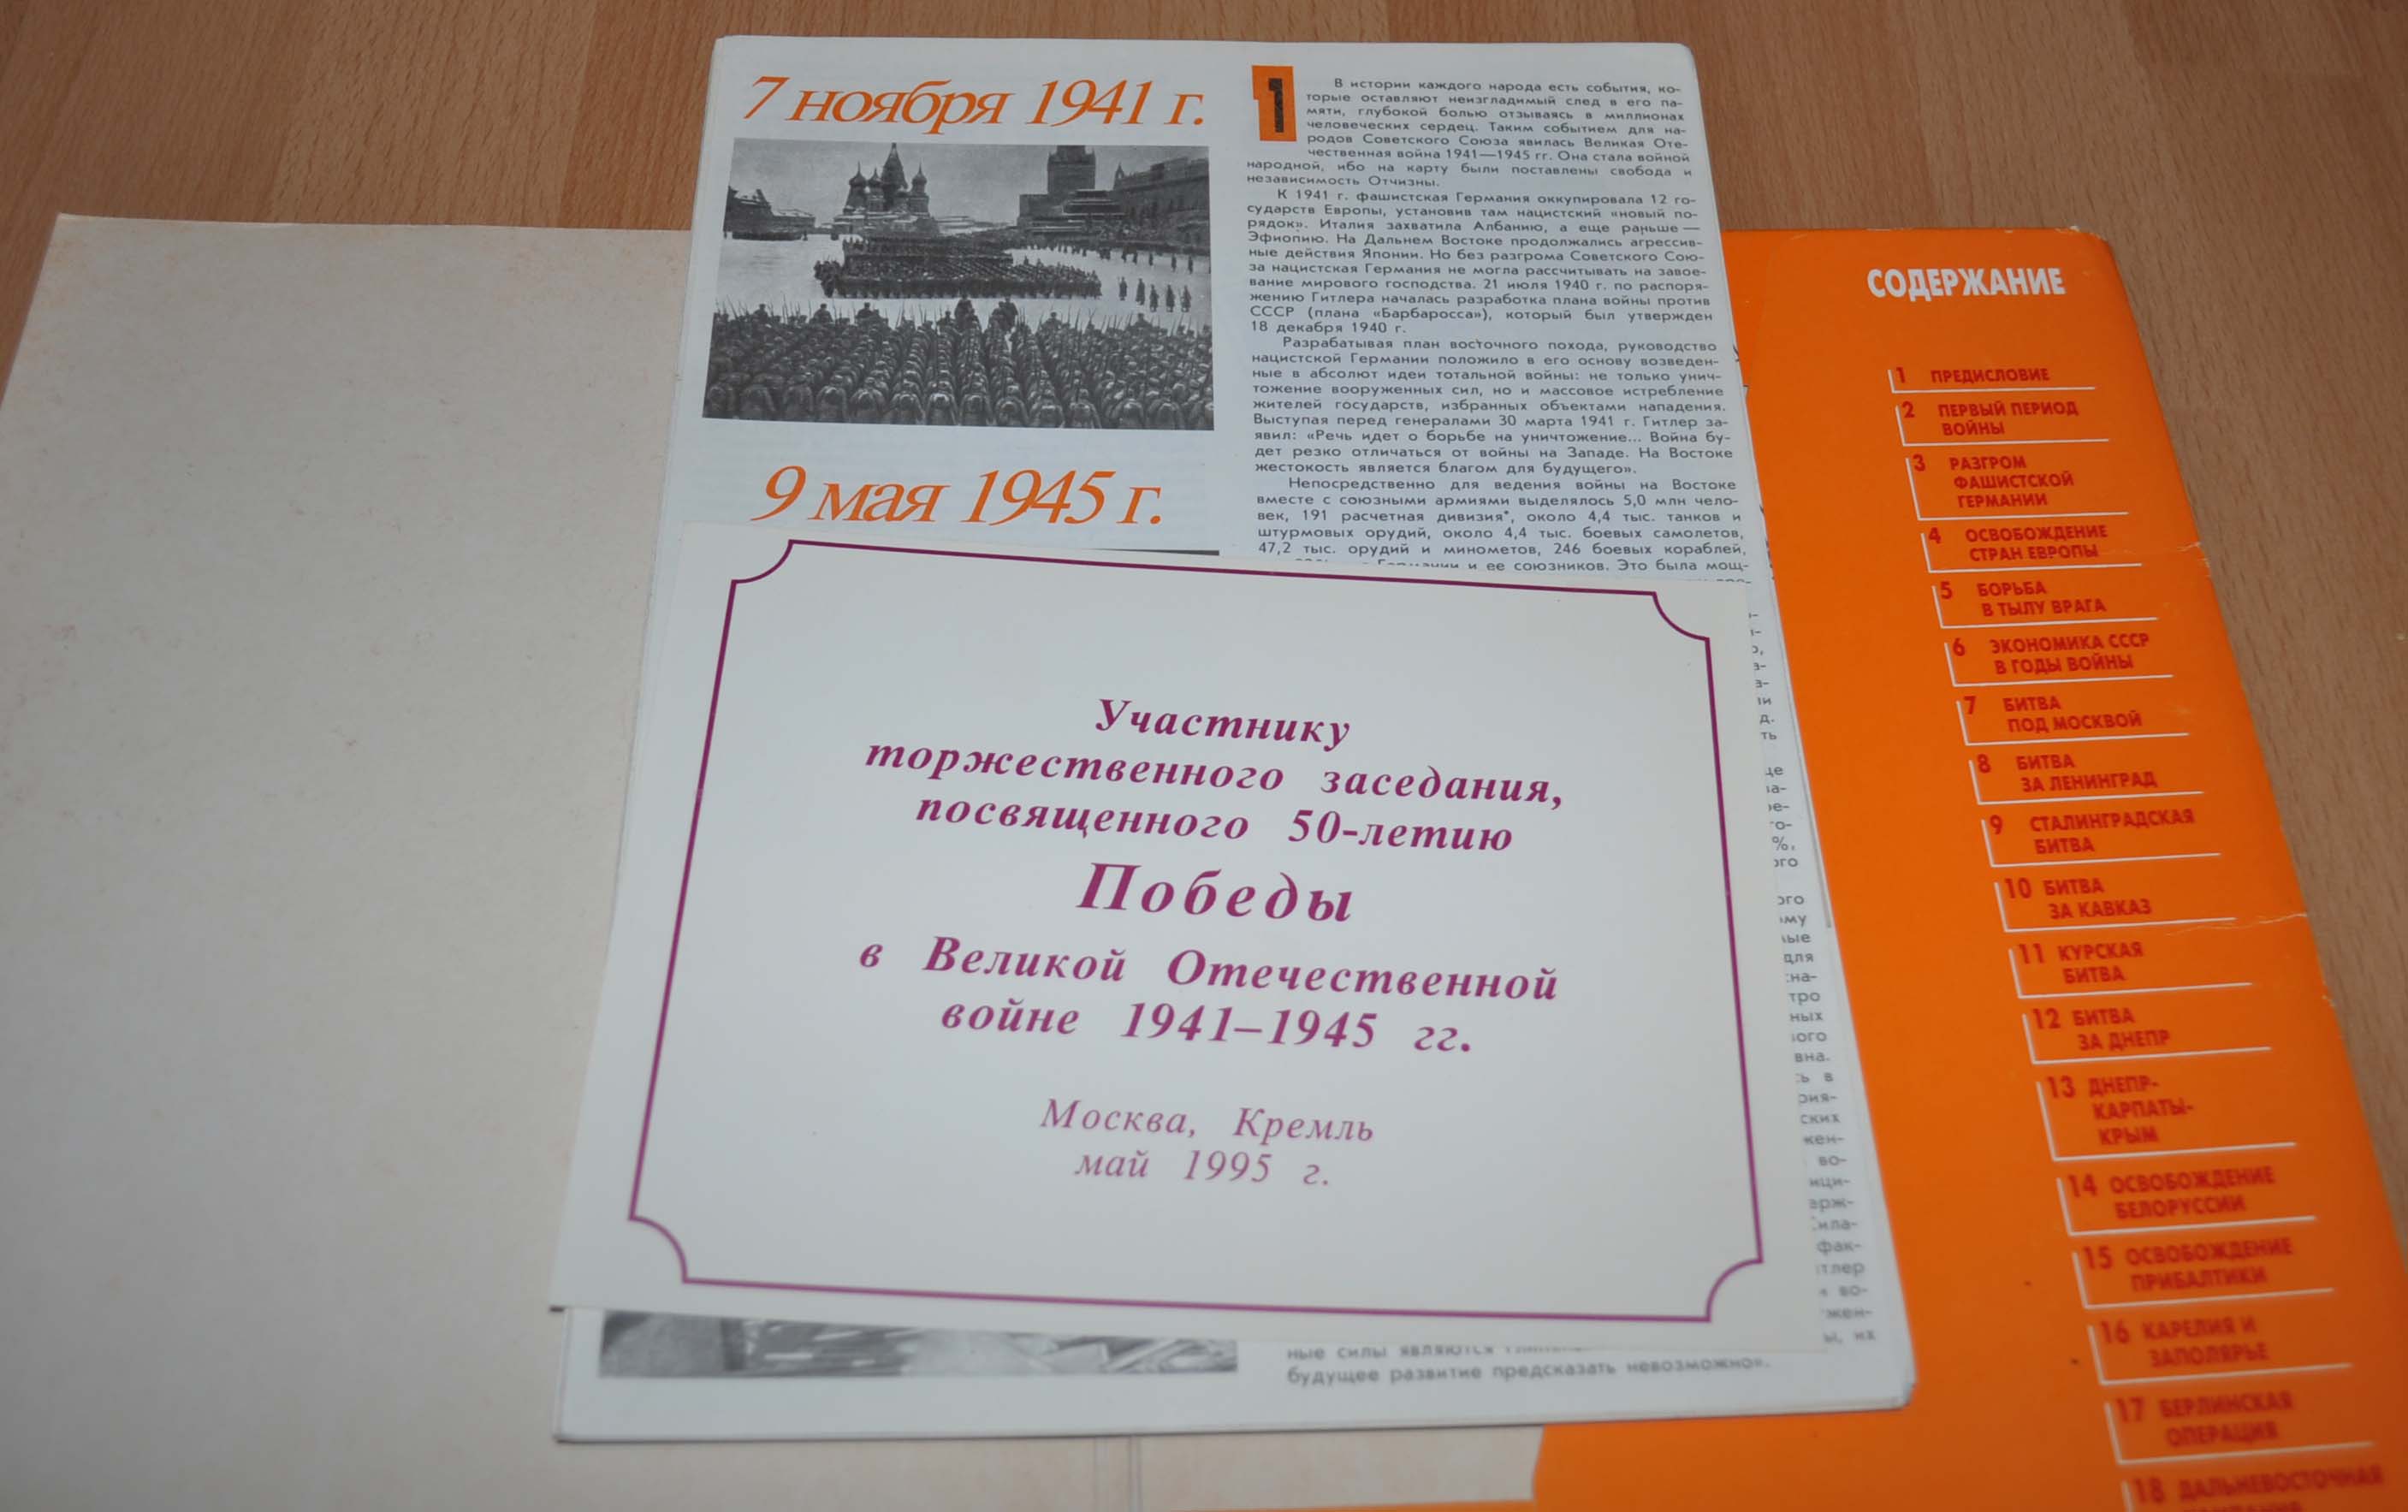 7 ноября 1941 г.
9 мая 1945 г.
1
В истории каждого народа есть события, ко-
торые оставляют неизгладимый след в его па-
мяти, глубокой болью отзываясь в миллионах
человеческих сердец. Таким событием для на-
родов Советского Союза явилась Великая Оте-
чественная война 1941—1945 гг. Она стала войной
народной, ибо на карту были поставлены свобода и
независимость Отчизны.
К 1941 г. фашистская Германия оккупировала 12 го-
сударств Европы, установив там нацистский «новый по-
рядок». Италия захватила Албанию, а еще раньше —
Эфиопию. На Дальнем Востоке продолжались агрессив-
ные действия Японии. Но без разгрома Советского Сою-
за нацистская Германия не могла рассчитывать на завое-
вание мирового господства. 21 июля 1940 г. по распоря-
жению Гитлера началась разработка плана войны против
СССР (плана «Барбаросса»), который был утвержден
18 декабря 1940 г.
Разрабатывая план восточного похода, руководство
нацистской Германии положило в его основу возведен-
ные в абсолют идеи тотальной войны: не только унич-
тожение вооруженных сил, но и массовое истребление
жителей государств, избранных объектами нападения.
Выступая перед генералами 30 марта 1941 г. Гитлер за-
явил: «Речь идет о борьбе на уничтожение... Война бу-
дет резко отличаться от войны на Западе. На Востоке
жестокость является благом для будущего».
Непосредственно для ведения войны на Востоке
вместе с союзными армиями выделялось 5,0 млн чело-
век, 191 расчетная дивизия*, около 4,4 тыс. танков и
штурмовых орудий, около 4,4 тыс. боевых самолетов,
47,2 тыс. орудий и минометов, 246 боевых кораблей,
Германии и ее союзников. Это была мощ-
Участнику
торжественного заседания,
посвященного 50-летию
Победы
в Великой Отечественной
войне 1941–1945 гг.
Москва, Кремль
май 1995 г.
ные силы являются
будущее развитие предсказать невозможно».
СОДЕРЖАНИЕ
1 ПРЕДИСЛОВИЕ
2 ПЕРВЫЙ ПЕРИОД
ВОЙНЫ
3 РАЗГРОМ
ФАШИСТСКОЙ
ГЕРМАНИИ
4 ОСВОБОЖДЕНИЕ
СТРАН ЕВРОПЫ
5 БОРЬБА
В ТЫЛУ ВРАГА
6 ЭКОНОМИКА СССР
В ГОДЫ ВОЙНЫ
7 БИТВА
ПОД МОСКВОЙ
8 БИТВА
ЗА ЛЕНИНГРАД
9 СТАЛИНГРАДСКАЯ
БИТВА
10 БИТВА
ЗА КАВКАЗ
11 КУРСКАЯ
БИТВА
12 БИТВА
ЗА ДНЕПР
13 ДНЕПР-
КАРПАТЫ-
КРЫМ
14 ОСВОБОЖДЕНИЕ
БЕЛОРУССИИ
15 ОСВОБОЖДЕНИЕ
ПРИБАЛТИКИ
16 КАРЕЛИЯ И
ЗАПОЛЯРЬЕ
17 БЕРЛИНСКАЯ
ОПЕРАЦИЯ
18 ДАЛЬНЕВОСТОЧНАЯ